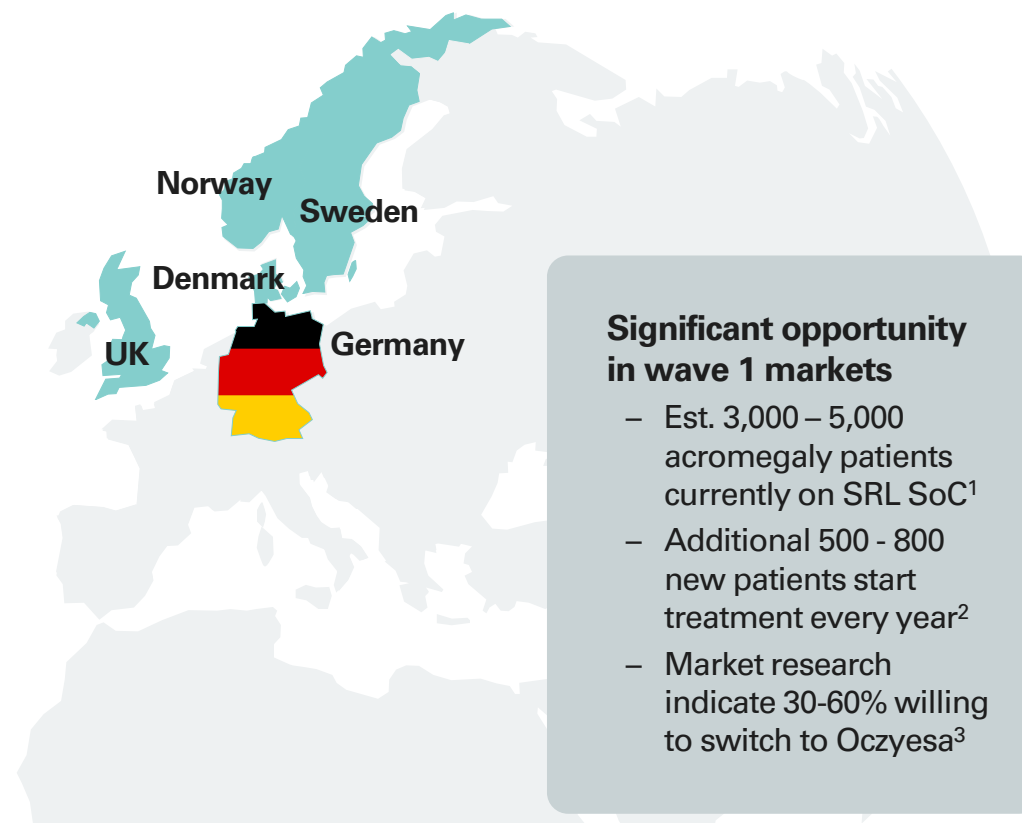 Norway
Sweden
Denmark
Germany
UK
Significant opportunity
in wave 1 markets
– Est. 3,000 – 5,000
acromegaly patients
currently on SRL SoC¹
– Additional 500 - 800
new patients start
treatment every year²
– Market research
indicate 30-60% willing
to switch to Oczyesa³